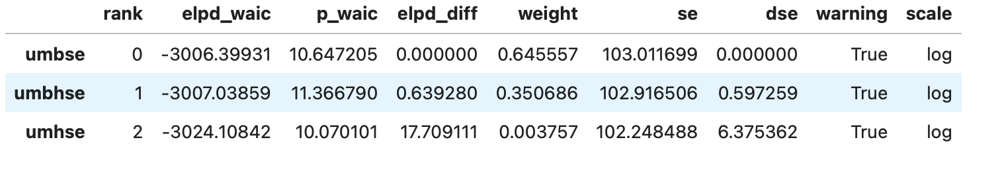 rank elpd_waic p_waic elpd_diff weight se dse warning scale
umbse 0 -3006.39931 10.647205 0.000000 0.645557 103.011699 0.000000 True log
umbhse 1 -3007.03859 11.366790 0.639280 0.350686 102.916506 0.597259 True log
umhse 2 -3024.10842 10.070101 17.709111 0.003757 102.248488 6.375362 True log